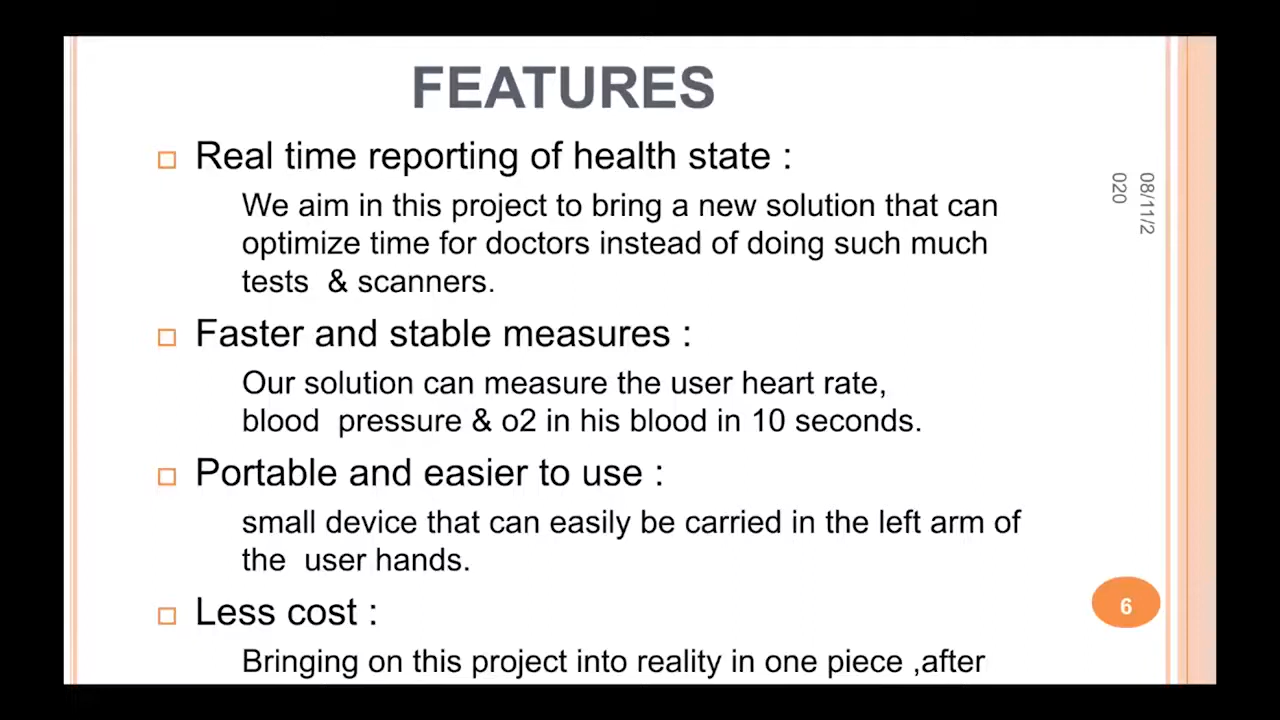 FEATURES
Real time reporting of health state :
We aim in this project to bring a new solution that can
optimize time for doctors instead of doing such much
tests & scanners.
Faster and stable measures :
Our solution can measure the user heart rate,
blood pressure & o2 in his blood in 10 seconds.
Portable and easier to use :
small device that can easily be carried in the left arm of
the user hands.
Less cost :
Bringing on this project into reality in one piece ,after
08/11/2
020
6